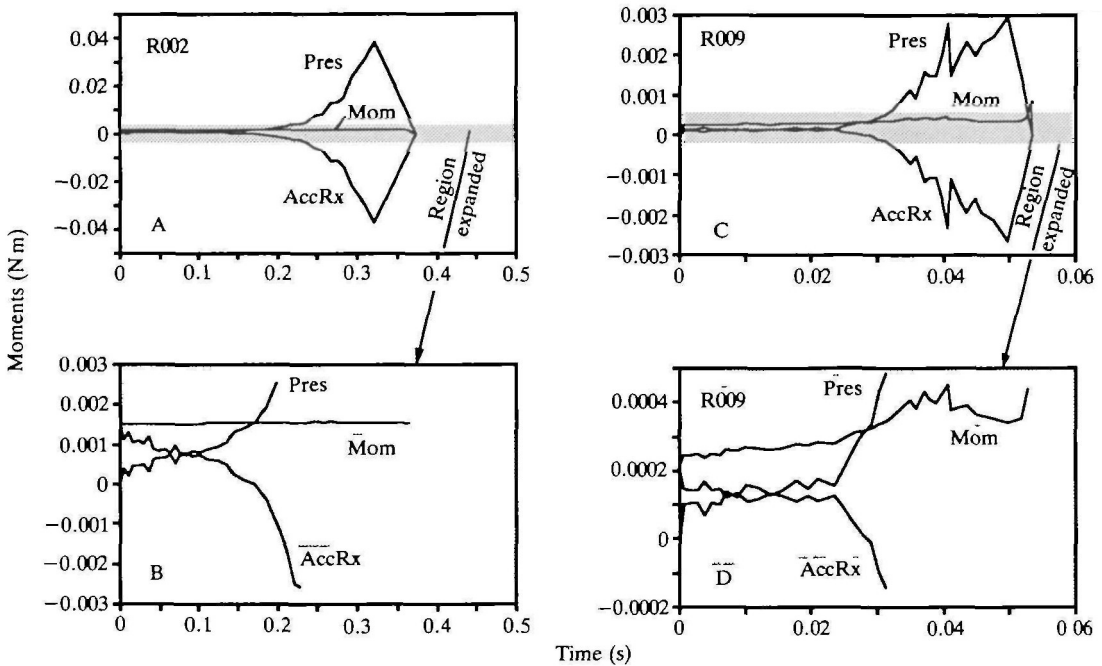 Moments (N m)
R002
Pres
Mom
AccRx
A
Region
expanded
0.04
0.02
0
−0.02
−0.04
0 0.1 0.2 0.3 0.4 0.5
R009
Pres
Mom
AccRx
C
Region
expanded
0.003
0.002
0.001
0
−0.001
−0.002
−0.003
0 0.02 0.04 0.06
Pres
Mom
AccRx
B
0.003
0.002
0.001
0
−0.001
−0.002
−0.003
0 0.1 0.2 0.3 0.4 0.5
R009
Pres
Mom
AccRx
D
0.0004
0.0002
0
−0.0002
0 0.02 0.04 0.06
Time (s)